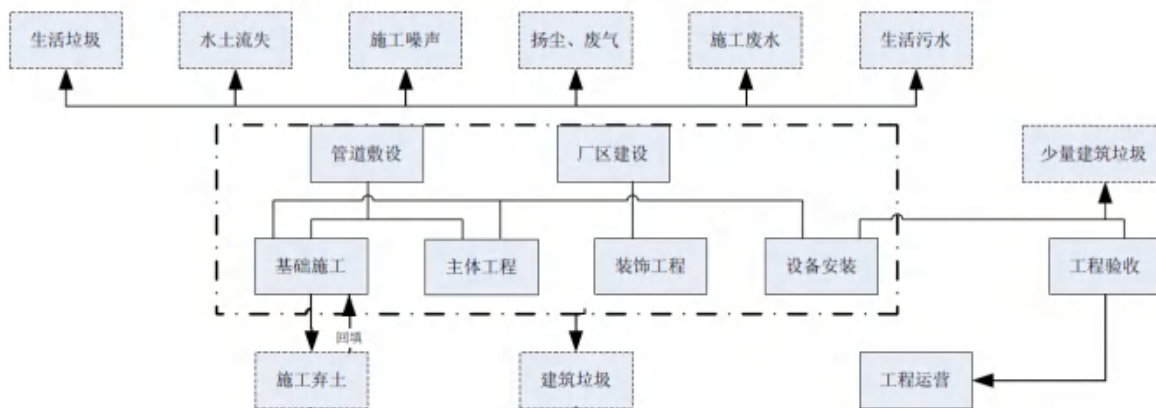 生活垃圾
水土流失
施工噪声
扬尘、废气
施工废水
生活污水
管道敷设
厂区建设
少量建筑垃圾
基础施工
主体工程
装饰工程
设备安装
工程验收
回填
施工弃土
建筑垃圾
工程运营